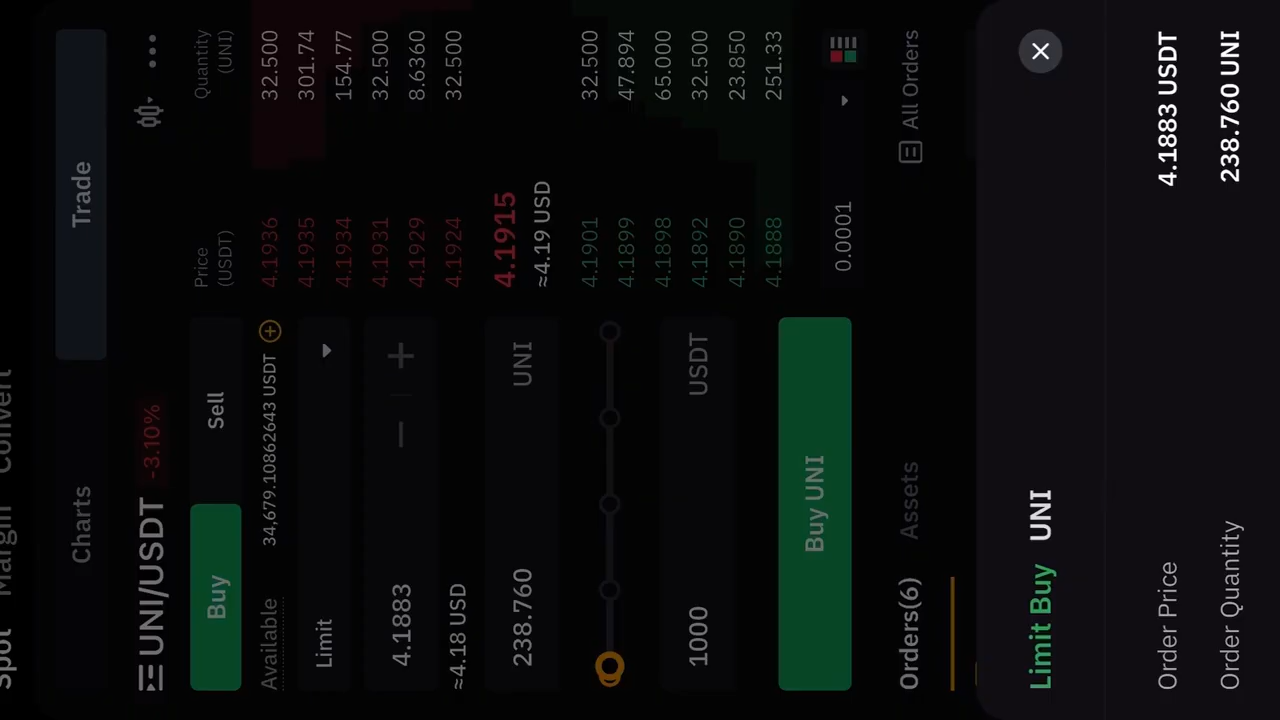 Spot Margin Convert
Charts Trade
UNI/USDT -3.10%
Buy Sell
Available 34,679.10862643 USDT
Limit
4.1883
≈4.18 USD
238.760 UNI
1000 USDT
Buy UNI
Price
(USDT)
Quantity
(UNI)
4.1936 32.500
4.1935 301.74
4.1934 154.77
4.1931 32.500
4.1929 8.6360
4.1924 32.500
4.1915
≈4.19 USD
4.1901 32.500
4.1899 47.894
4.1898 65.000
4.1892 32.500
4.1890 23.850
4.1888 251.33
0.0001
Orders(6) Assets All Orders
Limit Buy UNI
Order Price 4.1883 USDT
Order Quantity 238.760 UNI